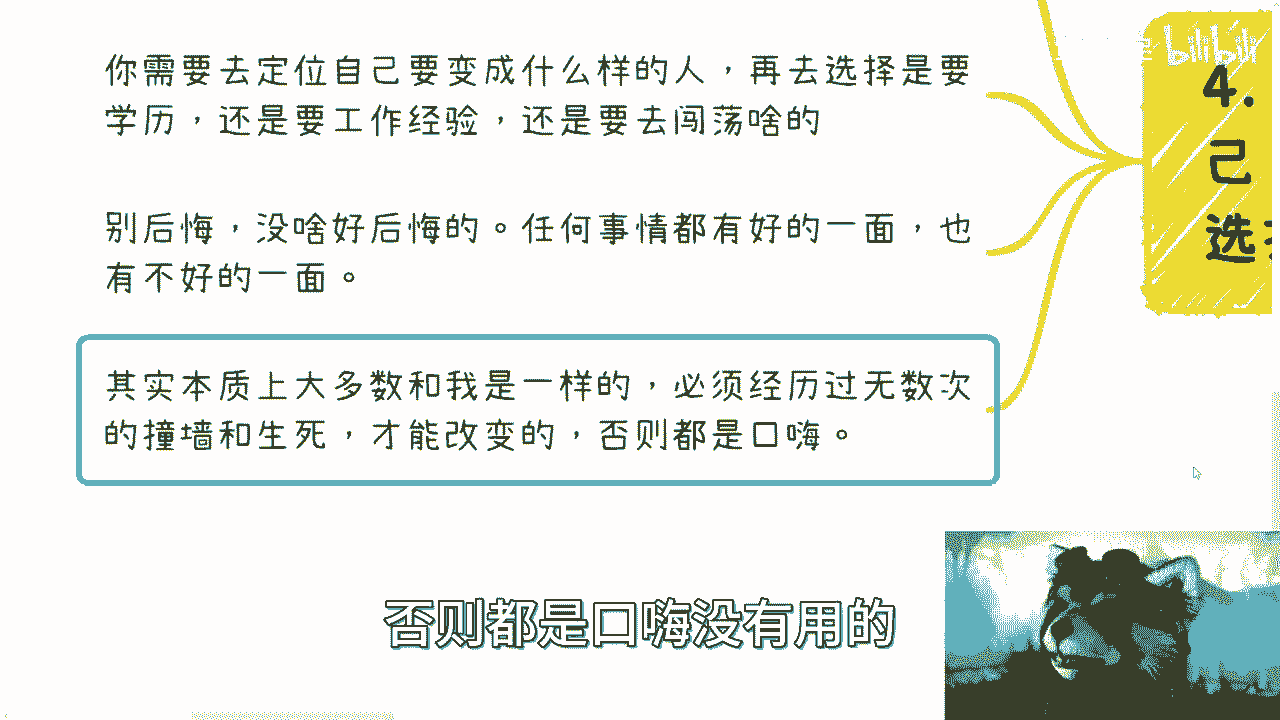 你需要去定位自己要变成什么样的人，再去选择是要
学历，还是要工作经验，还是要去闯荡啥的
别后悔，没啥好后悔的。任何事情都有好的一面，也
有不好的一面。
其实本质上大多数和我是一样的，必须经历过无数次
的撞墙和生死，才能改变的，否则都是口嗨。
bilibili
4.
己
选
否则都是口嗨没有用的